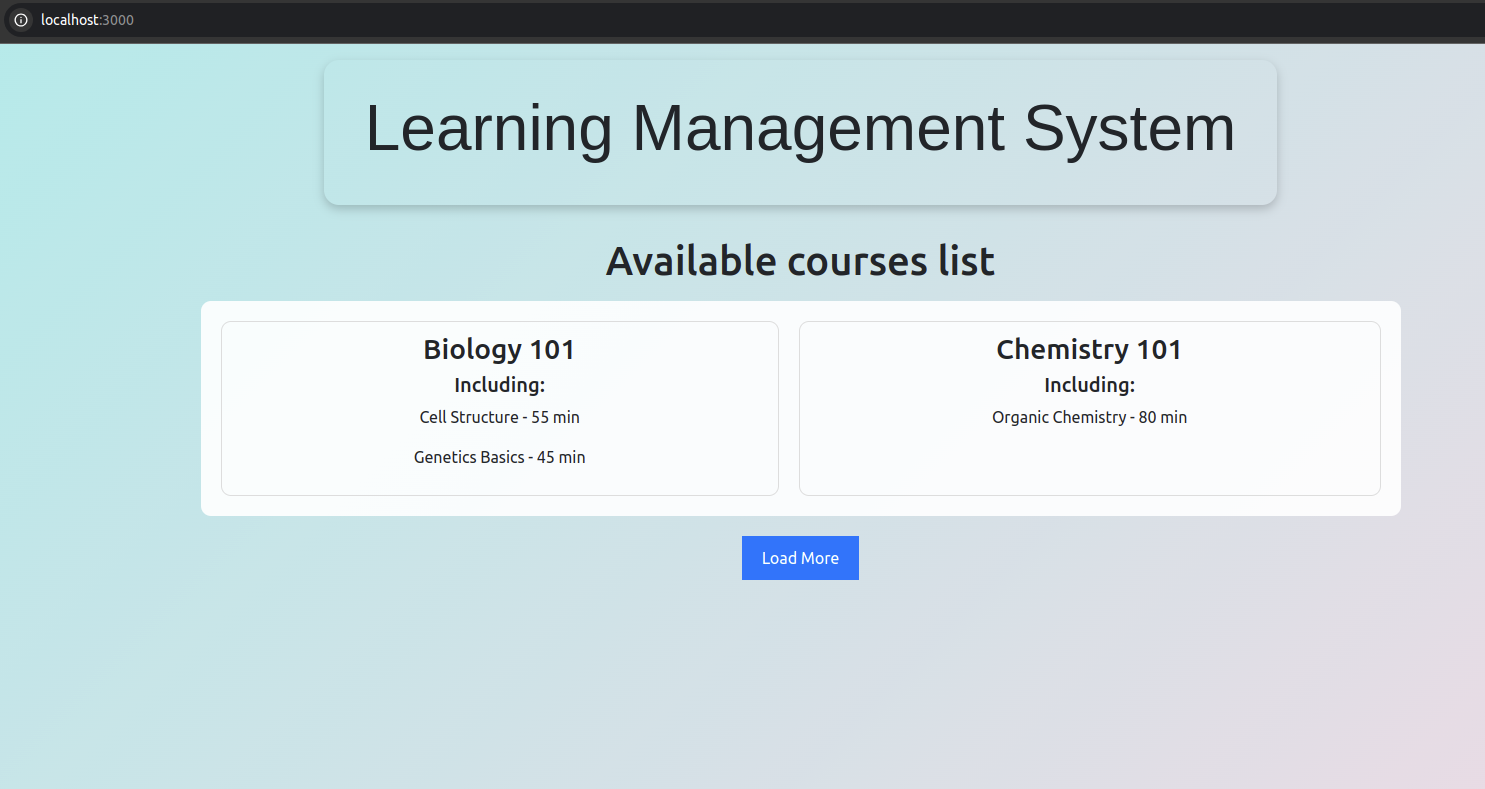 localhost:3000
Learning Management System
Available courses list
Biology 101
Including:
Cell Structure - 55 min
Genetics Basics - 45 min
Chemistry 101
Including:
Organic Chemistry - 80 min
Load More